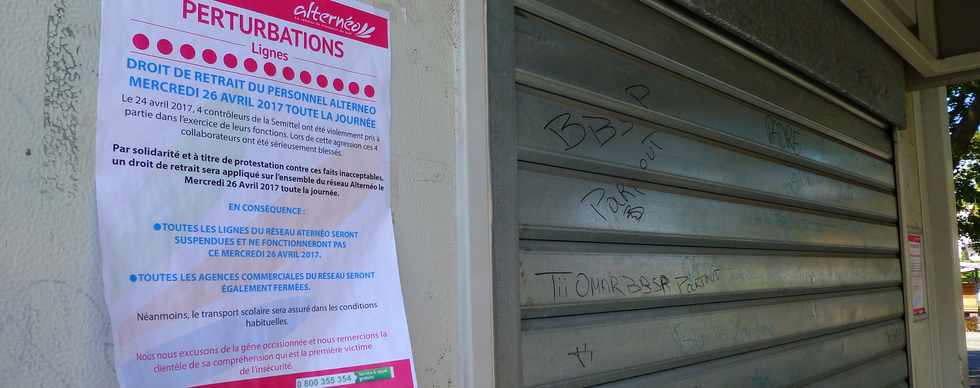 alternéo
PERTURBATIONS
Lignes
DROIT DE RETRAIT DU PERSONNEL ALTERNEO
MERCREDI 26 AVRIL 2017 TOUTE LA JOURNÉE
Le 24 avril 2017, 4 contrôleurs de la Semittel ont été violemment pris à
partie dans l'exercice de leurs fonctions. Lors de cette agression ces 4
collaborateurs ont été sérieusement blessés.
Par solidarité et à titre de protestation contre ces faits inacceptables,
un droit de retrait sera appliqué sur l'ensemble du réseau Alternéo le
Mercredi 26 Avril 2017 toute la journée.
EN CONSÉQUENCE :
●TOUTES LES LIGNES DU RÉSEAU ATERNÉO SERONT
SUSPENDUES ET NE FONCTIONNERONT PAS
CE MERCREDI 26 AVRIL 2017.
●TOUTES LES AGENCES COMMERCIALES DU RÉSEAU SERONT
ÉGALEMENT FERMÉES.
Néanmoins, le transport scolaire sera assuré dans les conditions
habituelles.
Nous nous excusons de la gêne occasionnée et nous remercions la
clientèle de sa compréhension qui est la première victime
de l'insécurité.
0 800 355 354
BBS
OUT
PARt
Tii OMAR BBSP PARTOUT